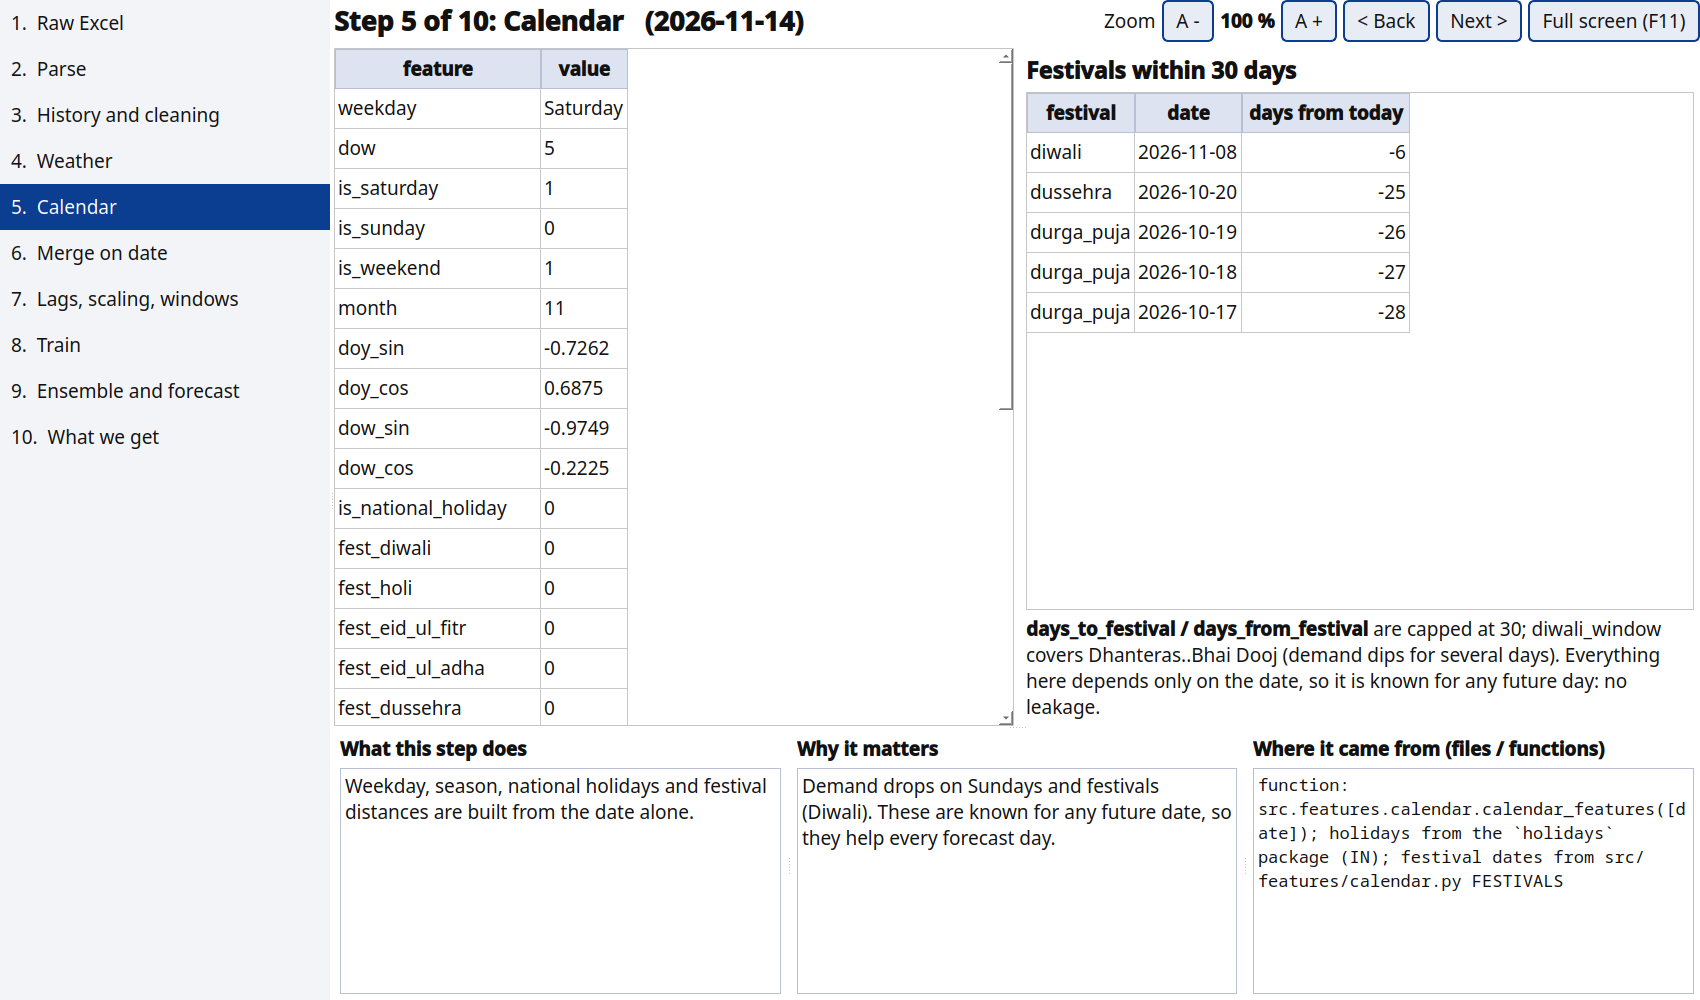 1. Raw Excel
2. Parse
3. History and cleaning
4. Weather
5. Calendar
6. Merge on date
7. Lags, scaling, windows
8. Train
9. Ensemble and forecast
10. What we get
Step 5 of 10: Calendar (2026-11-14)
Zoom A - 100 % A + < Back Next > Full screen (F11)
feature value
weekday Saturday
dow 5
is_saturday 1
is_sunday 0
is_weekend 1
month 11
doy_sin -0.7262
doy_cos 0.6875
dow_sin -0.9749
dow_cos -0.2225
is_national_holiday 0
fest_diwali 0
fest_holi 0
fest_eid_ul_fitr 0
fest_eid_ul_adha 0
fest_dussehra 0
Festivals within 30 days
festival date days from today
diwali 2026-11-08 -6
dussehra 2026-10-20 -25
durga_puja 2026-10-19 -26
durga_puja 2026-10-18 -27
durga_puja 2026-10-17 -28
days_to_festival / days_from_festival are capped at 30; diwali_window
covers Dhanteras..Bhai Dooj (demand dips for several days). Everything
here depends only on the date, so it is known for any future day: no
leakage.
What this step does
Weekday, season, national holidays and festival
distances are built from the date alone.
Why it matters
Demand drops on Sundays and festivals
(Diwali). These are known for any future date, so
they help every forecast day.
Where it came from (files / functions)
function:
src.features.calendar.calendar_features([d
ate]); holidays from the `holidays`
package (IN); festival dates from src/
features/calendar.py FESTIVALS